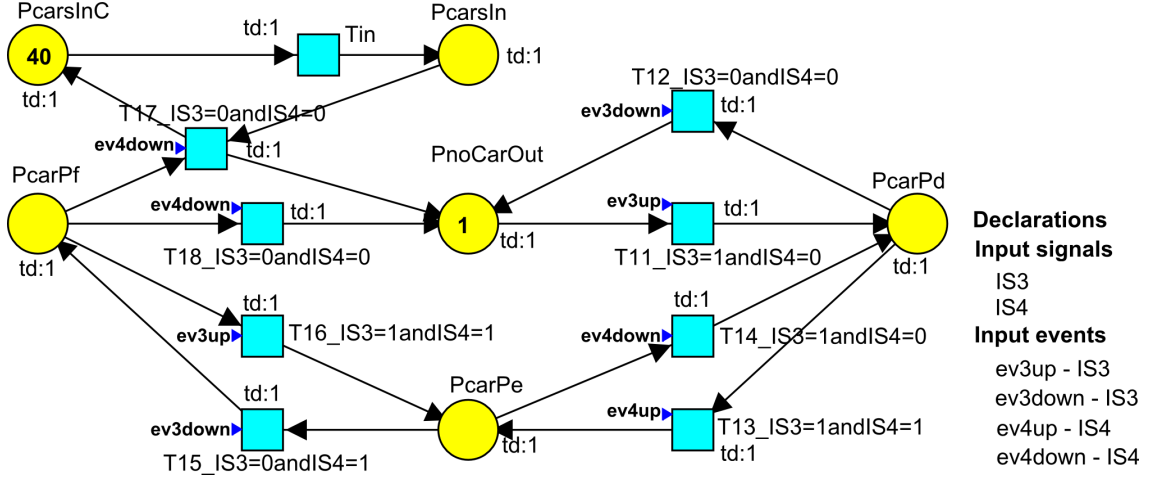 PcarsInC
PcarsIn
td:1
Tin
40
td:1
td:1
T12_IS3=0andIS4=0
T17_IS3=0andIS4=0
ev3down
td:1
ev4down
td:1
PnoCarOut
PcarPf
PcarPd
ev4down
td:1
ev3up
td:1
1
td:1
T18_IS3=0andIS4=0
T11_IS3=1andIS4=0
td:1
td:1
Declarations
Input signals
IS3
IS4
Input events
ev3up - IS3
ev3down - IS3
ev4up - IS4
ev4down - IS4
td:1
td:1
ev3up
T16_IS3=1andIS4=1
ev4down
T14_IS3=1andIS4=0
PcarPe
td:1
ev4up
ev3down
T13_IS3=1andIS4=1
td:1
td:1
T15_IS3=0andIS4=1